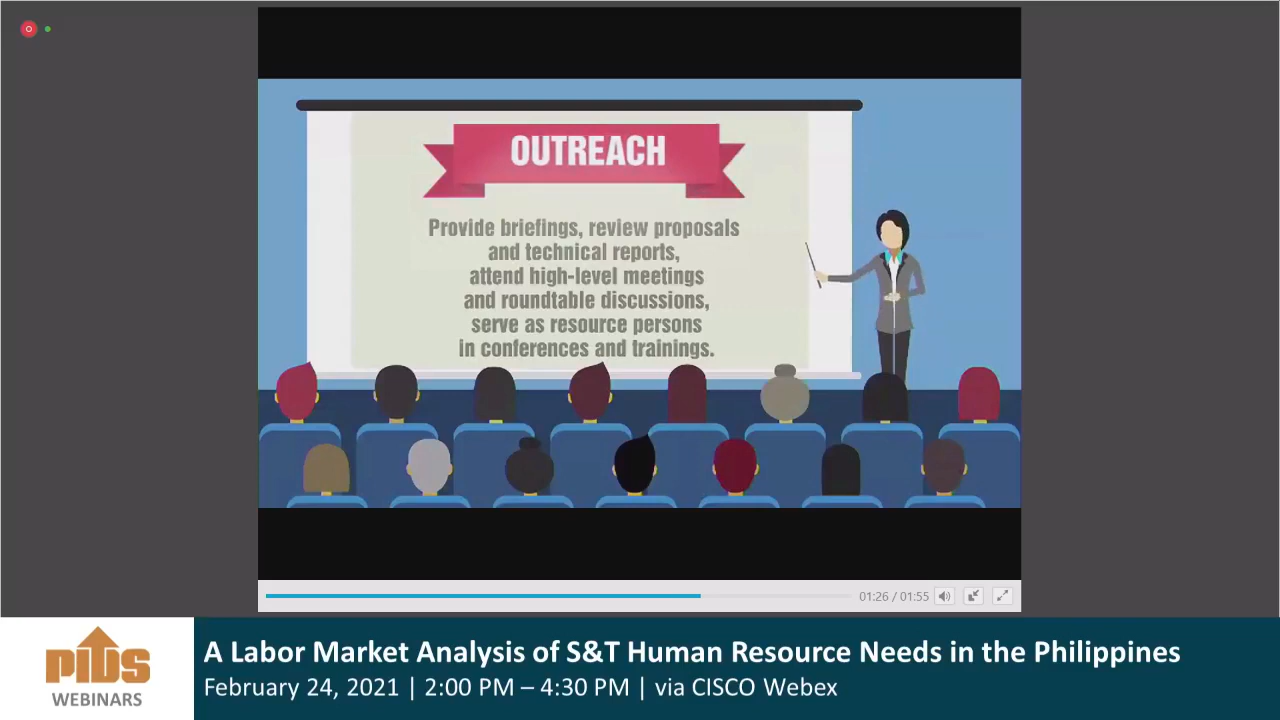 OUTREACH
Provide briefings, review proposals
and technical reports,
attend high-level meetings
and roundtable discussions,
serve as resource persons
in conferences and trainings.
01:26 / 01:55
PIDS
WEBINARS
A Labor Market Analysis of S&T Human Resource Needs in the Philippines
February 24, 2021 | 2:00 PM – 4:30 PM | via CISCO Webex